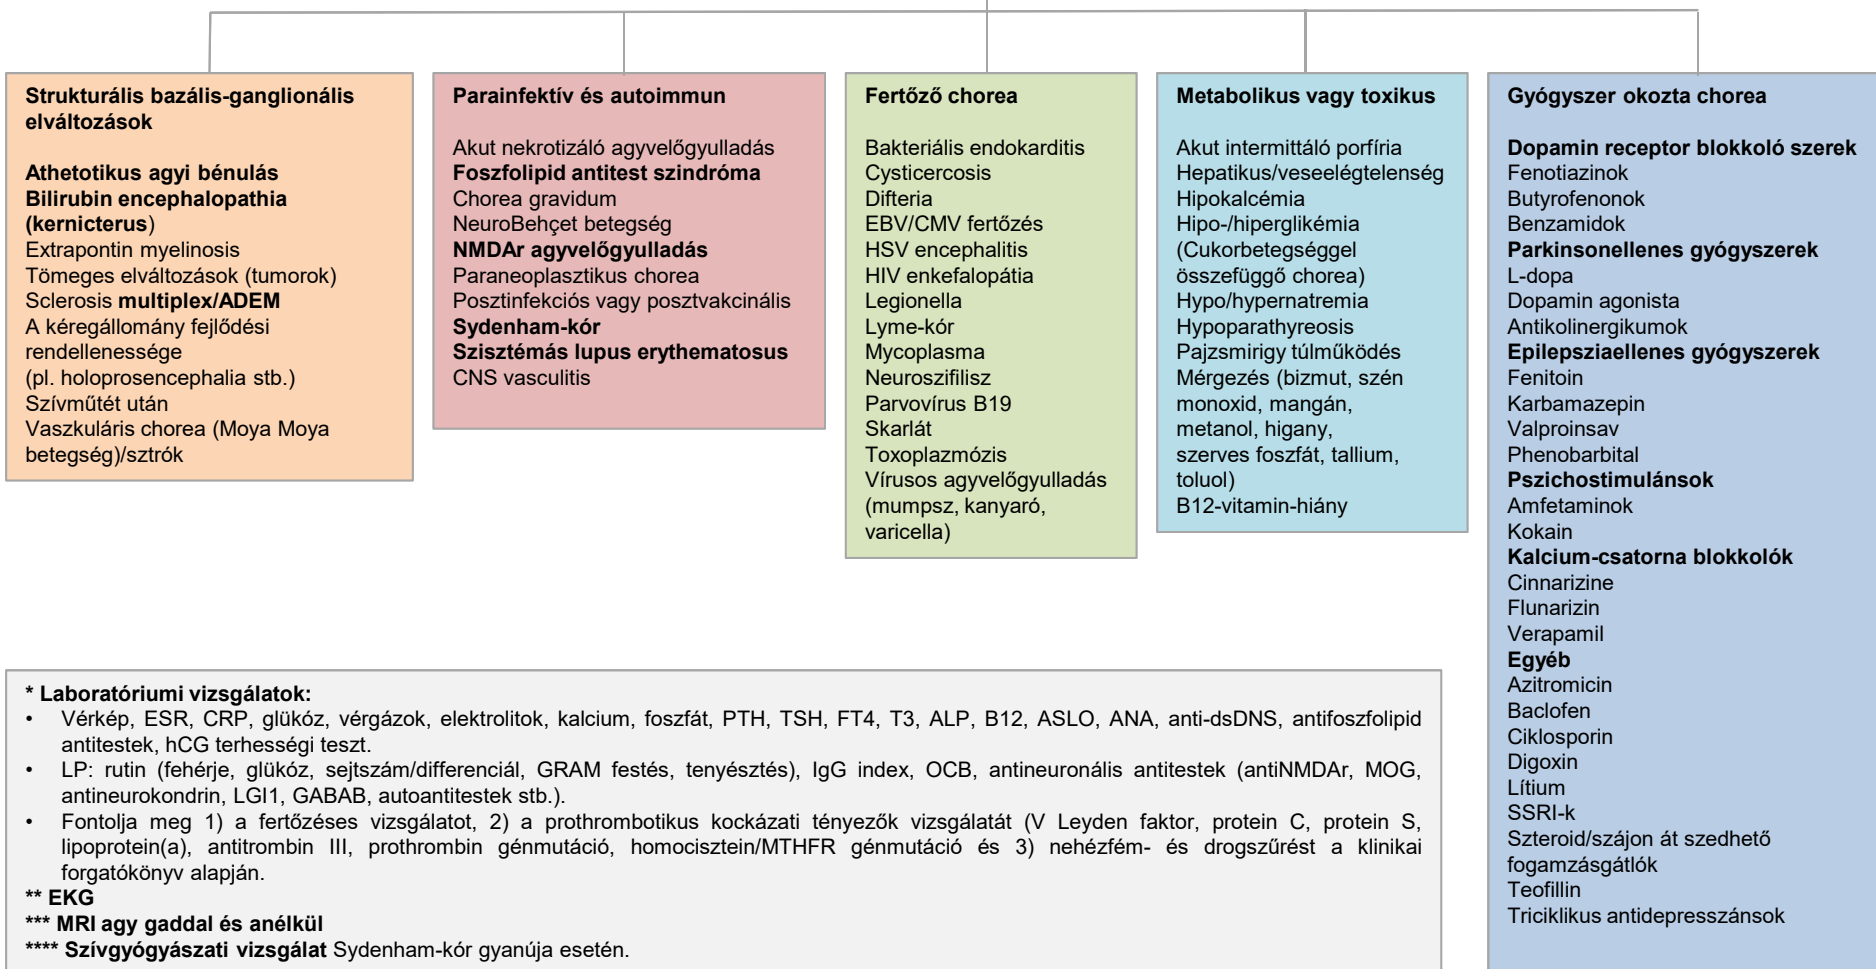 Strukturális bazális-ganglionális
elváltozások
Athetotikus agyi bénulás
Bilirubin encephalopathia
(kernicterus)
Extrapontin myelinosis
Tömeges elváltozások (tumorok)
Sclerosis multiplex/ADEM
A kéregállomány fejlődési
rendellenessége
(pl. holoprosencephalia stb.)
Szívműtét után
Vaszkuláris chorea (Moya Moya
betegség)/sztrók
Parainfektív és autoimmun
Akut nekrotizáló agyvelőgyulladás
Foszfolipid antitest szindróma
Chorea gravidum
NeuroBehçet betegség
NMDAr agyvelőgyulladás
Paraneoplasztikus chorea
Posztinfekciós vagy posztvakcinális
Sydenham-kór
Szisztémás lupus erythematosus
CNS vasculitis
Fertőző chorea
Bakteriális endokarditis
Cysticercosis
Difteria
EBV/CMV fertőzés
HSV encephalitis
HIV enkefalopátia
Legionella
Lyme-kór
Mycoplasma
Neuroszifilisz
Parvovírus B19
Skarlát
Toxoplazmózis
Vírusos agyvelőgyulladás
(mumpsz, kanyaró,
varicella)
Metabolikus vagy toxikus
Akut intermittáló porfíria
Hepatikus/veseelégtelenség
Hipokalcémia
Hipo-/hiperglikémia
(Cukorbetegséggel
összefüggő chorea)
Hypo/hypernatremia
Hypoparathyreosis
Pajzsmirigy túlműködés
Mérgezés (bizmut, szén
monoxid, mangán,
metanol, higany,
szerves foszfát, tallium,
toluol)
B12-vitamin-hiány
Gyógyszer okozta chorea
Dopamin receptor blokkoló szerek
Fenotiazinok
Butyrofenonok
Benzamidok
Parkinsonellenes gyógyszerek
L-dopa
Dopamin agonista
Antikolinergikumok
Epilepsziaellenes gyógyszerek
Fenitoin
Karbamazepin
Valproinsav
Phenobarbital
Pszichostimulánsok
Amfetaminok
Kokain
Kalcium-csatorna blokkolók
Cinnarizine
Flunarizin
Verapamil
Egyéb
Azitromicin
Baclofen
Ciklosporin
Digoxin
Lítium
SSRI-k
Szteroid/szájon át szedhető
fogamzásgátlók
Teofillin
Triciklikus antidepresszánsok
* Laboratóriumi vizsgálatok:
• Vérkép, ESR, CRP, glükóz, vérgázok, elektrolitok, kalcium, foszfát, PTH, TSH, FT4, T3, ALP, B12, ASLO, ANA, anti-dsDNS, antifoszfolipid
antitestek, hCG terhességi teszt.
• LP: rutin (fehérje, glükóz, sejtszám/differenciál, GRAM festés, tenyésztés), IgG index, OCB, antineuronális antitestek (antiNMDAr, MOG,
antineurokondrin, LGI1, GABAB, autoantitestek stb.).
• Fontolja meg 1) a fertőzéses vizsgálatot, 2) a prothrombotikus kockázati tényezők vizsgálatát (V Leyden faktor, protein C, protein S,
lipoprotein(a), antitrombin III, prothrombin génmutáció, homocisztein/MTHFR génmutáció és 3) nehézfém- és drogszűrést a klinikai
forgatókönyv alapján.
** EKG
*** MRI agy gaddal és anélkül
**** Szívgyógyászati vizsgálat Sydenham-kór gyanúja esetén.